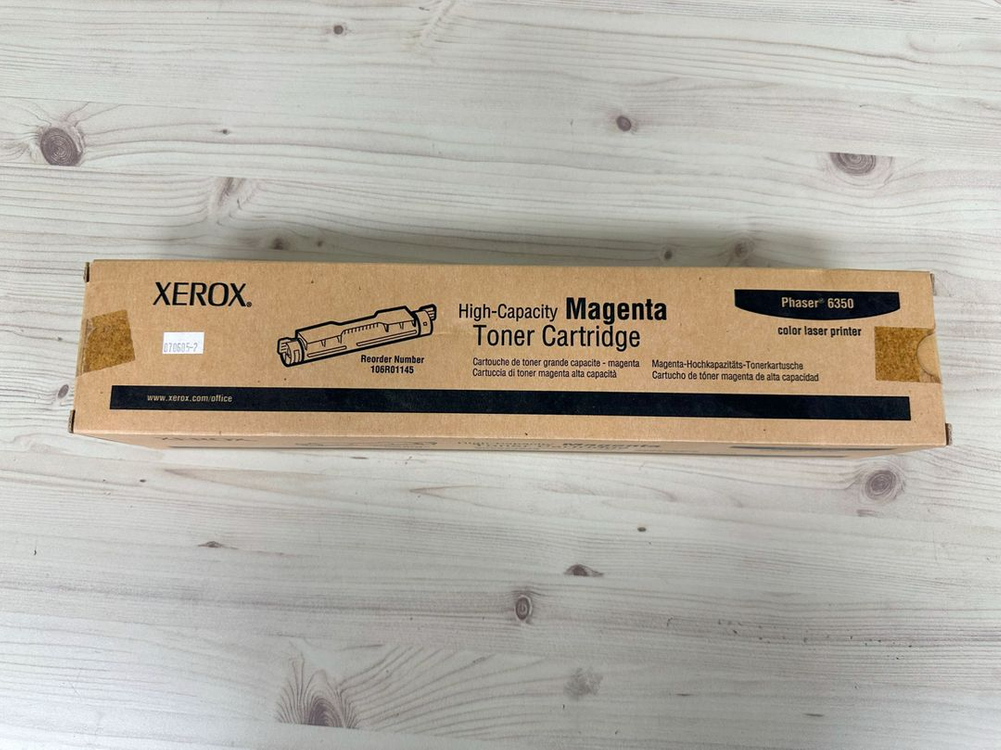 XEROX®
High-Capacity Magenta
Toner Cartridge
Cartouche de toner grande capacite - magenta
Cartuccia di toner magenta alta capacità
Magenta-Hochkapazitäts-Tonerkartusche
Cartucho de tóner magenta de alta capacidad
Phaser® 6350
color laser printer
070605-7
Reorder Number
106R01145
www.xerox.com/office